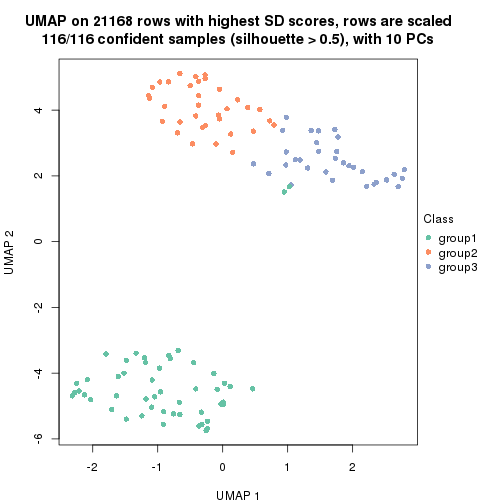 UMAP on 21168 rows with highest SD scores, rows are scaled
116/116 confident samples (silhouette > 0.5), with 10 PCs
4
2
0
-2
-4
-6
UMAP 2
-2
-1
0
1
2
UMAP 1
Class
group1
group2
group3